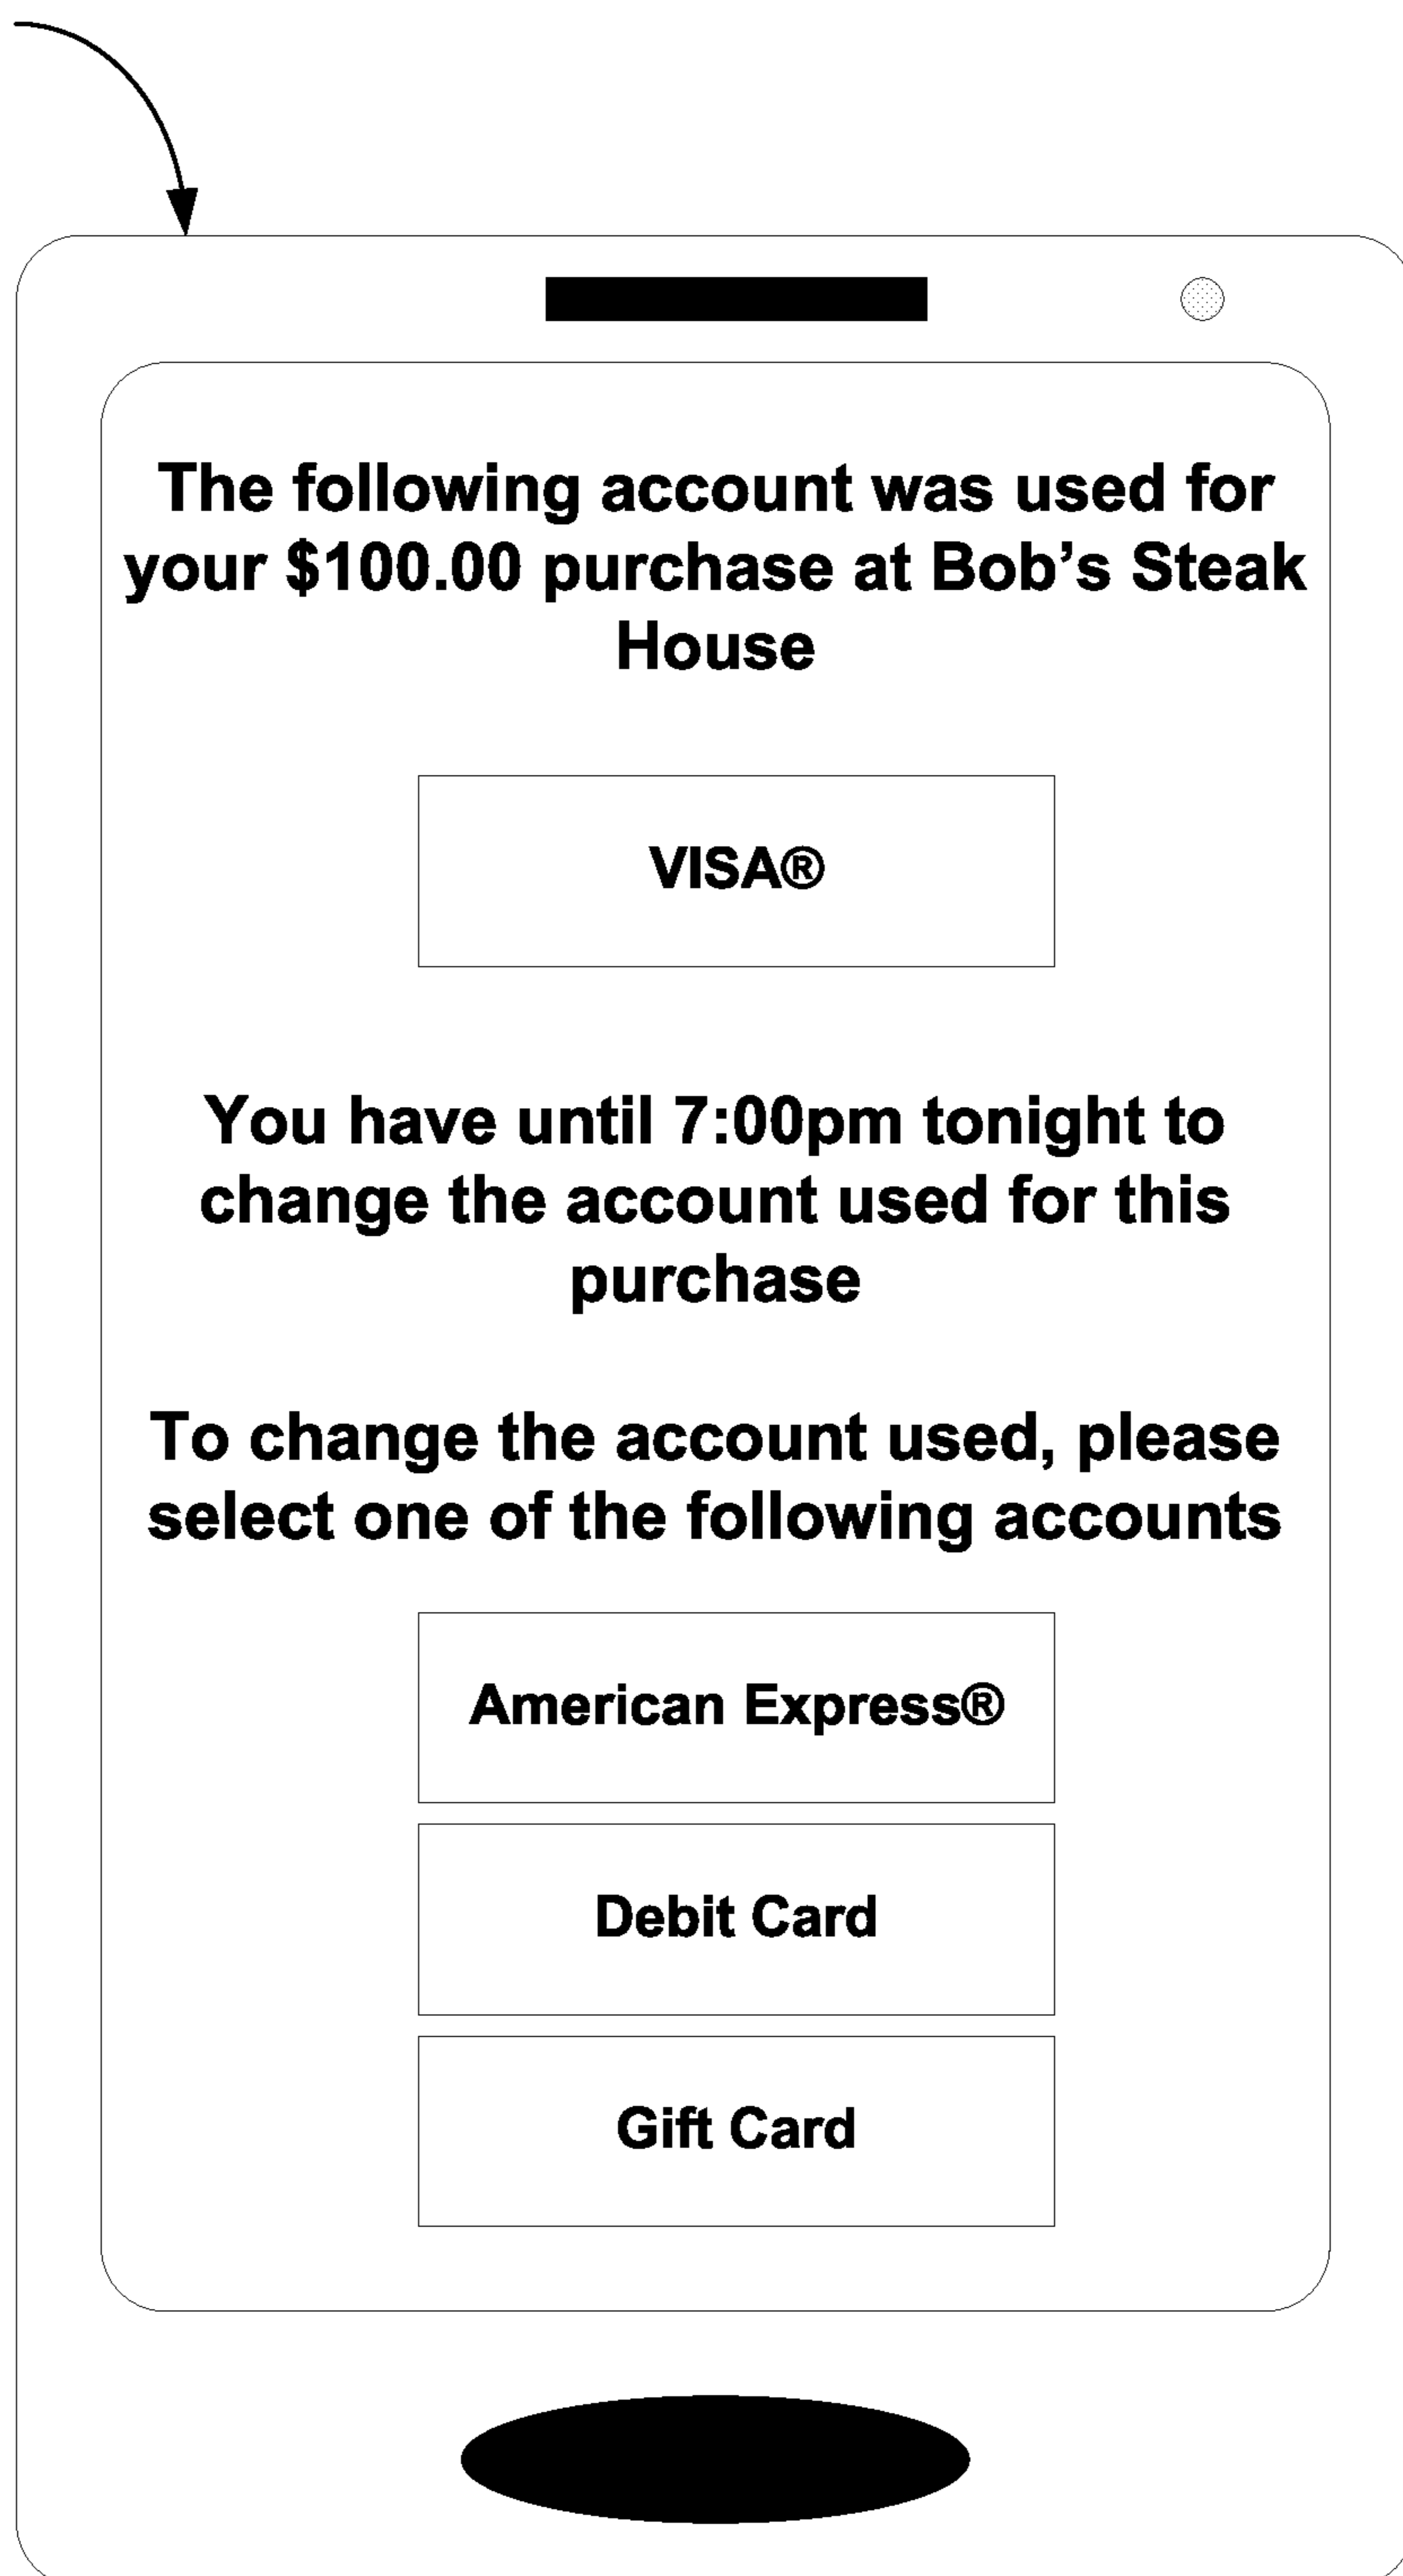 The following account was used for
your $100.00 purchase at Bob’s Steak
House
VISA®
You have until 7:00pm tonight to
change the account used for this
purchase
To change the account used, please
select one of the following accounts
American Express®
Debit Card
Gift Card